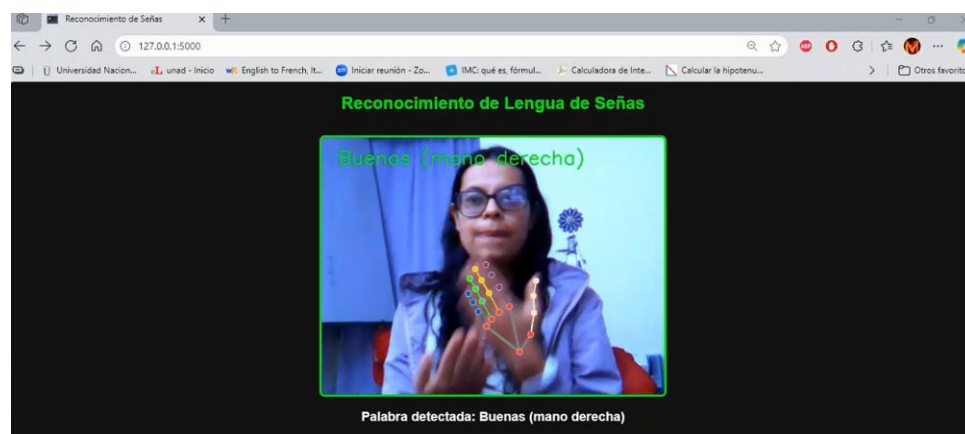 Reconocimiento de Señas
127.0.0.1:5000
Universidad Nacion... unad - Inicio English to French, It... Iniciar reunión - Zo... IMC: qué es, fórmul... Calculadora de Inte... Calcular la hipotenu... Otros favorito
Reconocimiento de Lengua de Señas
Buenas (mano derecha)
Palabra detectada: Buenas (mano derecha)